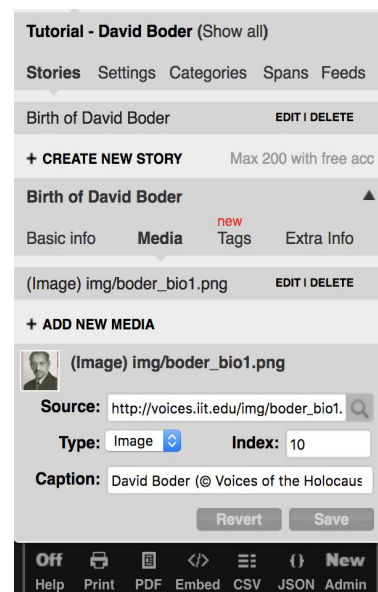 Tutorial - David Boder (Show all)
Stories Settings Categories Spans Feeds
Birth of David Boder EDIT | DELETE
+ CREATE NEW STORY Max 200 with free acc
Birth of David Boder
new
Basic info Media Tags Extra Info
(Image) img/boder_bio1.png EDIT | DELETE
+ ADD NEW MEDIA
(Image) img/boder_bio1.png
Source: http://voices.iit.edu/img/boder_bio1.
Type: Image Index: 10
Caption: David Boder (© Voices of the Holocaus
Revert Save
Off </> {} New
Help Print PDF Embed CSV JSON Admin